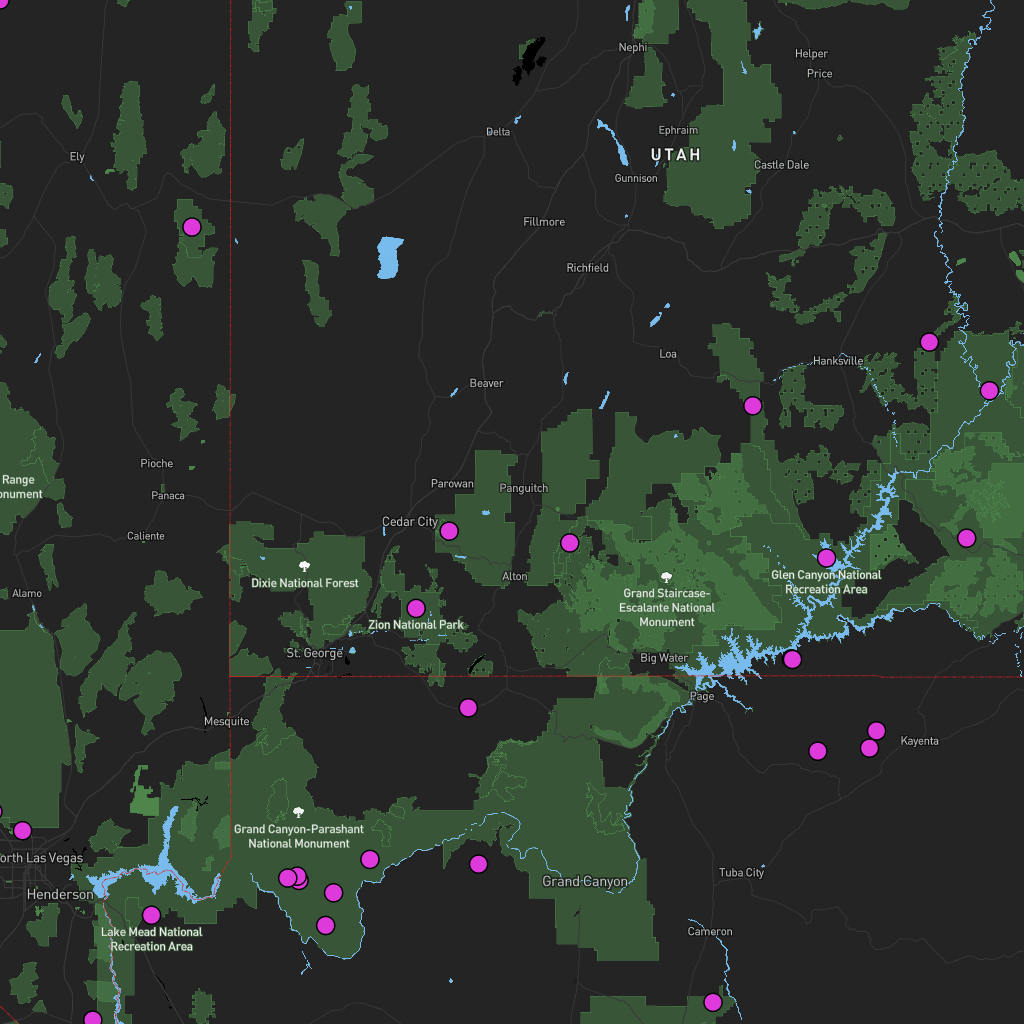 Nephi
Helper
Price
Delta
Ephraim
UTAH
Ely
Castle Dale
Gunnison
Fillmore
Richfield
Loa
Hanksville
Beaver
Pioche
Range
Parowan
Panguitch
Panaca
Cedar City
Caliente
Dixie National Forest
Alton
Glen Canyon National
Recreation Area
Alamo
Grand Staircase-
Escalante National
Monument
Zion National Park
St. George
Big Water
Page
Mesquite
Kayenta
Grand Canyon-Parashant
National Monument
orth Las Vegas
Tuba City
Grand Canyon
Henderson
Lake Mead National
Recreation Area
Cameron